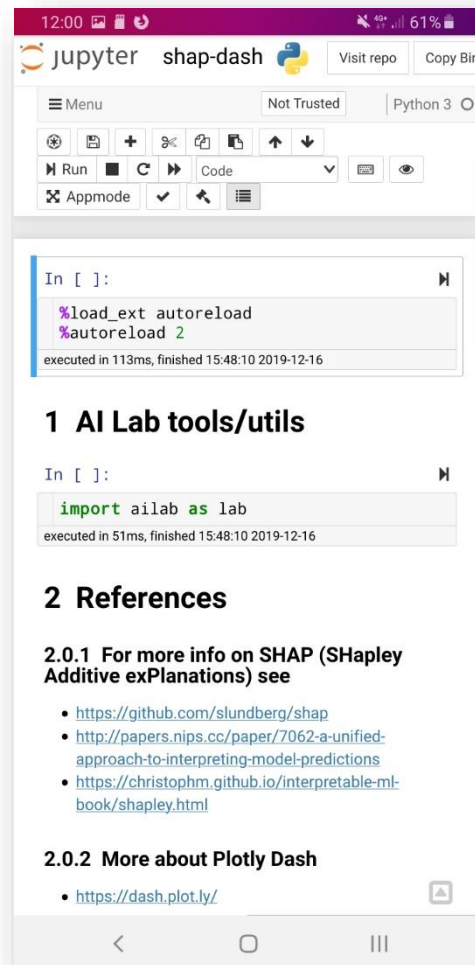 12:00 61%
jupyter shap-dash Visit repo Copy Bin
Menu Not Trusted Python 3
Run Code
Appmode
In [ ]:
%load_ext autoreload
%autoreload 2
executed in 113ms, finished 15:48:10 2019-12-16
1 AI Lab tools/utils
In [ ]:
import ailab as lab
executed in 51ms, finished 15:48:10 2019-12-16
2 References
2.0.1 For more info on SHAP (SHapley
Additive exPlanations) see
https://github.com/slundberg/shap
http://papers.nips.cc/paper/7062-a-unified-
approach-to-interpreting-model-predictions
https://christophm.github.io/interpretable-ml-
book/shapley.html
2.0.2 More about Plotly Dash
https://dash.plot.ly/